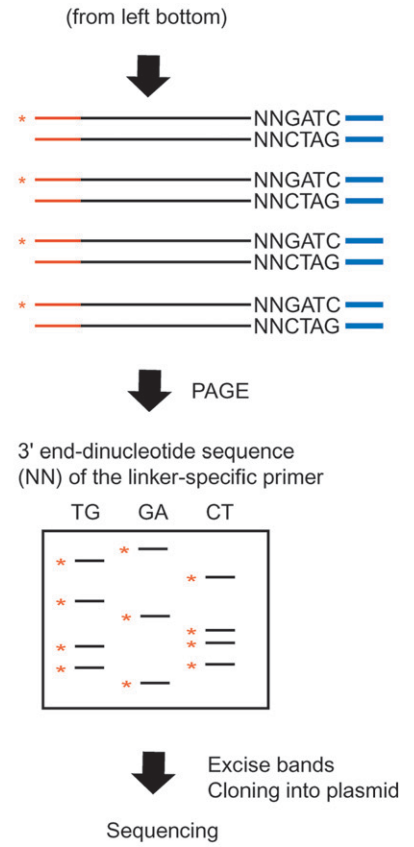 (from left bottom)
* NNGATC
NNCTAG
* NNGATC
NNCTAG
* NNGATC
NNCTAG
* NNGATC
NNCTAG
PAGE
3' end-dinucleotide sequence
(NN) of the linker-specific primer
TG GA CT
*
*
*
*
*
*
*
*
*
*
*
Excise bands
Cloning into plasmid
Sequencing